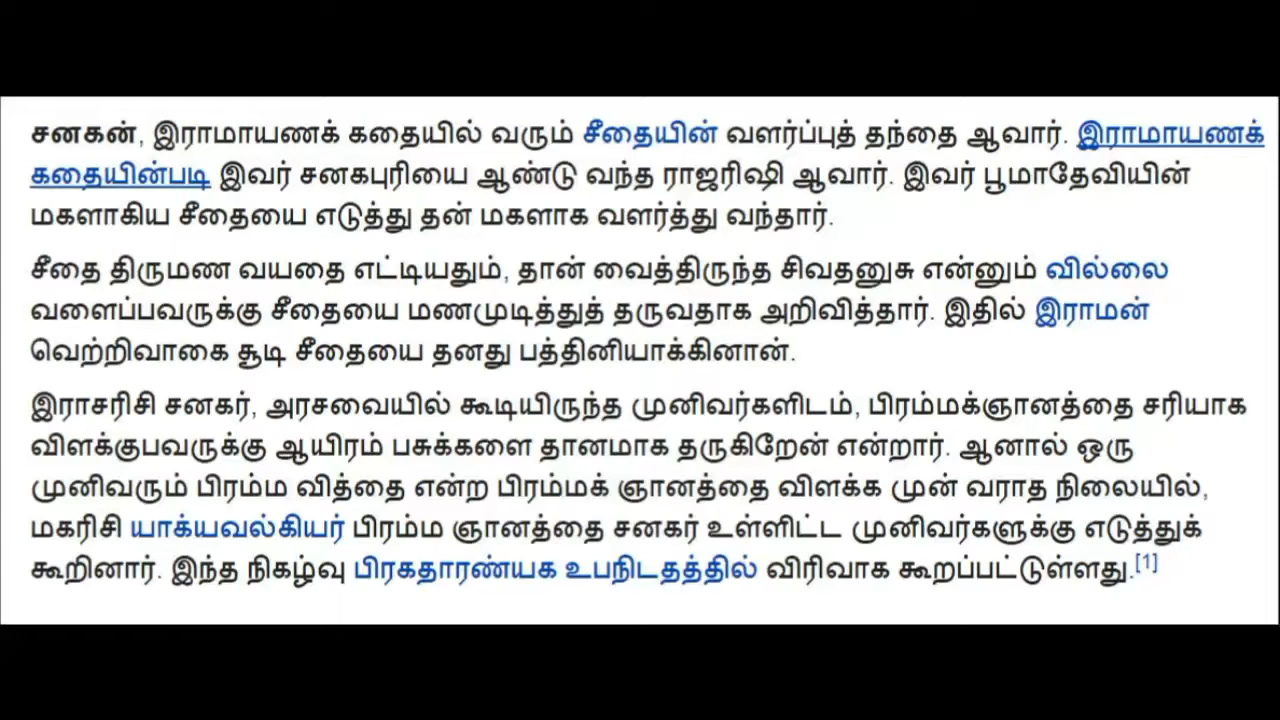 சனகன், இராமாயணக் கதையில் வரும் சீதையின் வளர்ப்புத் தந்தை ஆவார். இராமாயணக்
கதையின்படி இவர் சனகபுரியை ஆண்டு வந்த ராஜரிஷி ஆவார். இவர் பூமாதேவியின்
மகளாகிய சீதையை எடுத்து தன் மகளாக வளர்த்து வந்தார்.
சீதை திருமண வயதை எட்டியதும், தான் வைத்திருந்த சிவதனுசு என்னும் வில்லை
வளைப்பவருக்கு சீதையை மணமுடித்துத் தருவதாக அறிவித்தார். இதில் இராமன்
வெற்றிவாகை சூடி சீதையை தனது பத்தினியாக்கினான்.
இராசரிசி சனகர், அரசவையில் கூடியிருந்த முனிவர்களிடம், பிரம்மக்ஞானத்தை சரியாக
விளக்குபவருக்கு ஆயிரம் பசுக்களை தானமாக தருகிறேன் என்றார். ஆனால் ஒரு
முனிவரும் பிரம்ம வித்தை என்ற பிரம்மக் ஞானத்தை விளக்க முன் வராத நிலையில்,
மகரிசி யாக்யவல்கியர் பிரம்ம ஞானத்தை சனகர் உள்ளிட்ட முனிவர்களுக்கு எடுத்துக்
கூறினார். இந்த நிகழ்வு பிரகதாரண்யக உபநிடதத்தில் விரிவாக கூறப்பட்டுள்ளது.[1]